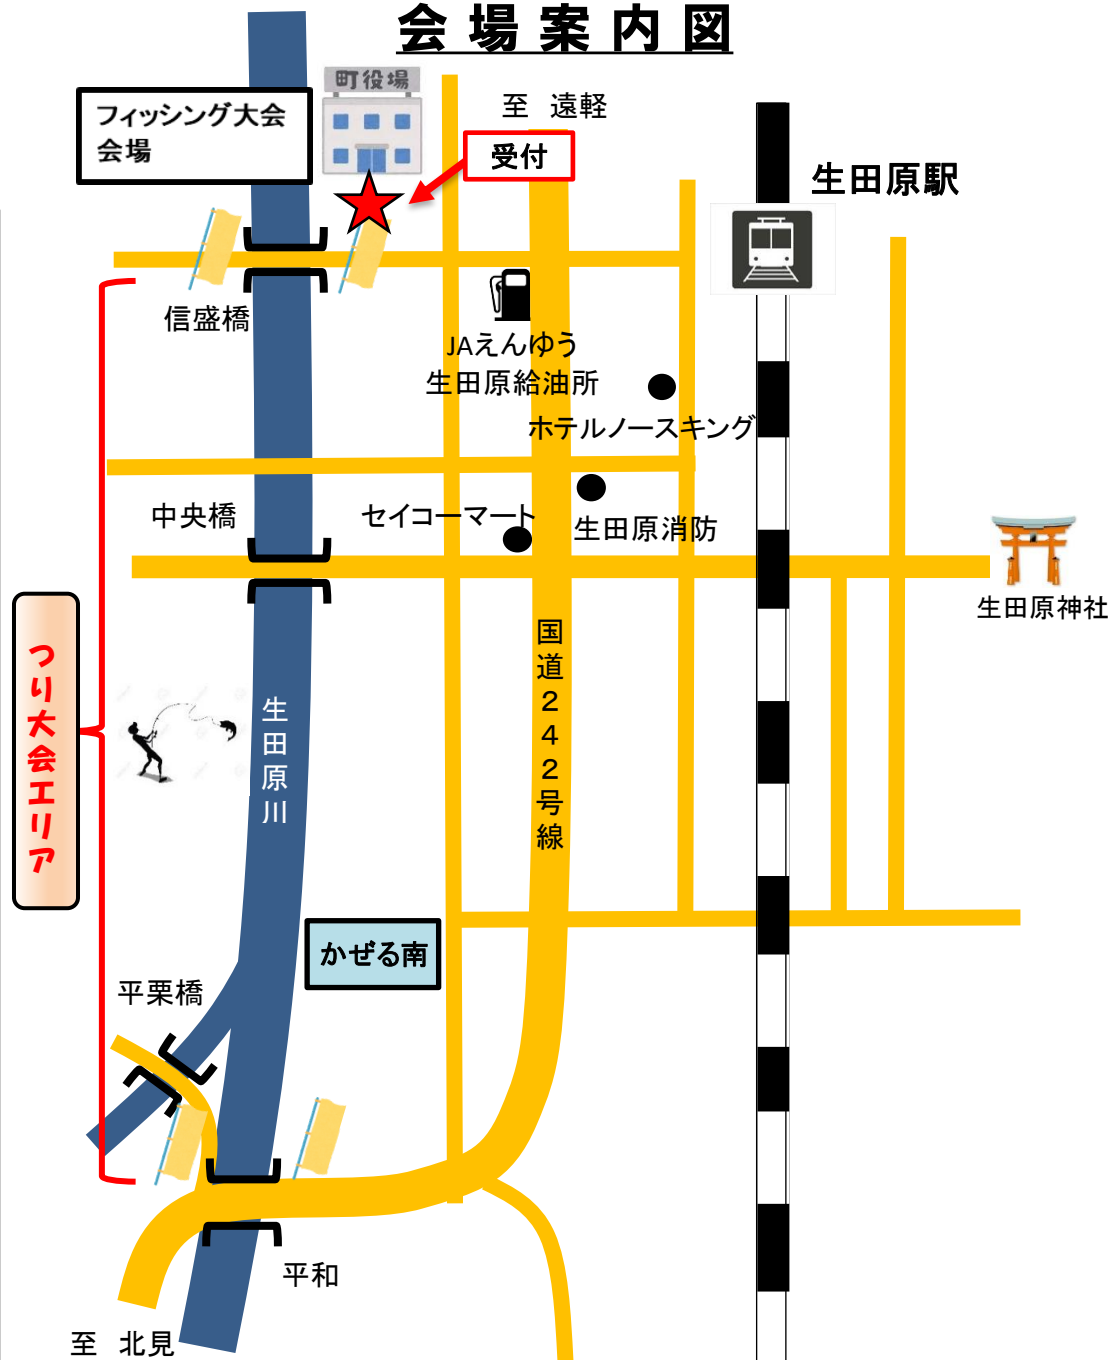 会場案内図
町役場
フィッシング大会
会場
至 遠軽
受付
生田原駅
信盛橋
JAえんゆう
生田原給油所
ホテルノースキング
中央橋
セイコーマート
生田原消防
生田原神社
国道２４２号線
つり大会エリア
生田原川
かぜる南
平栗橋
平和
至 北見